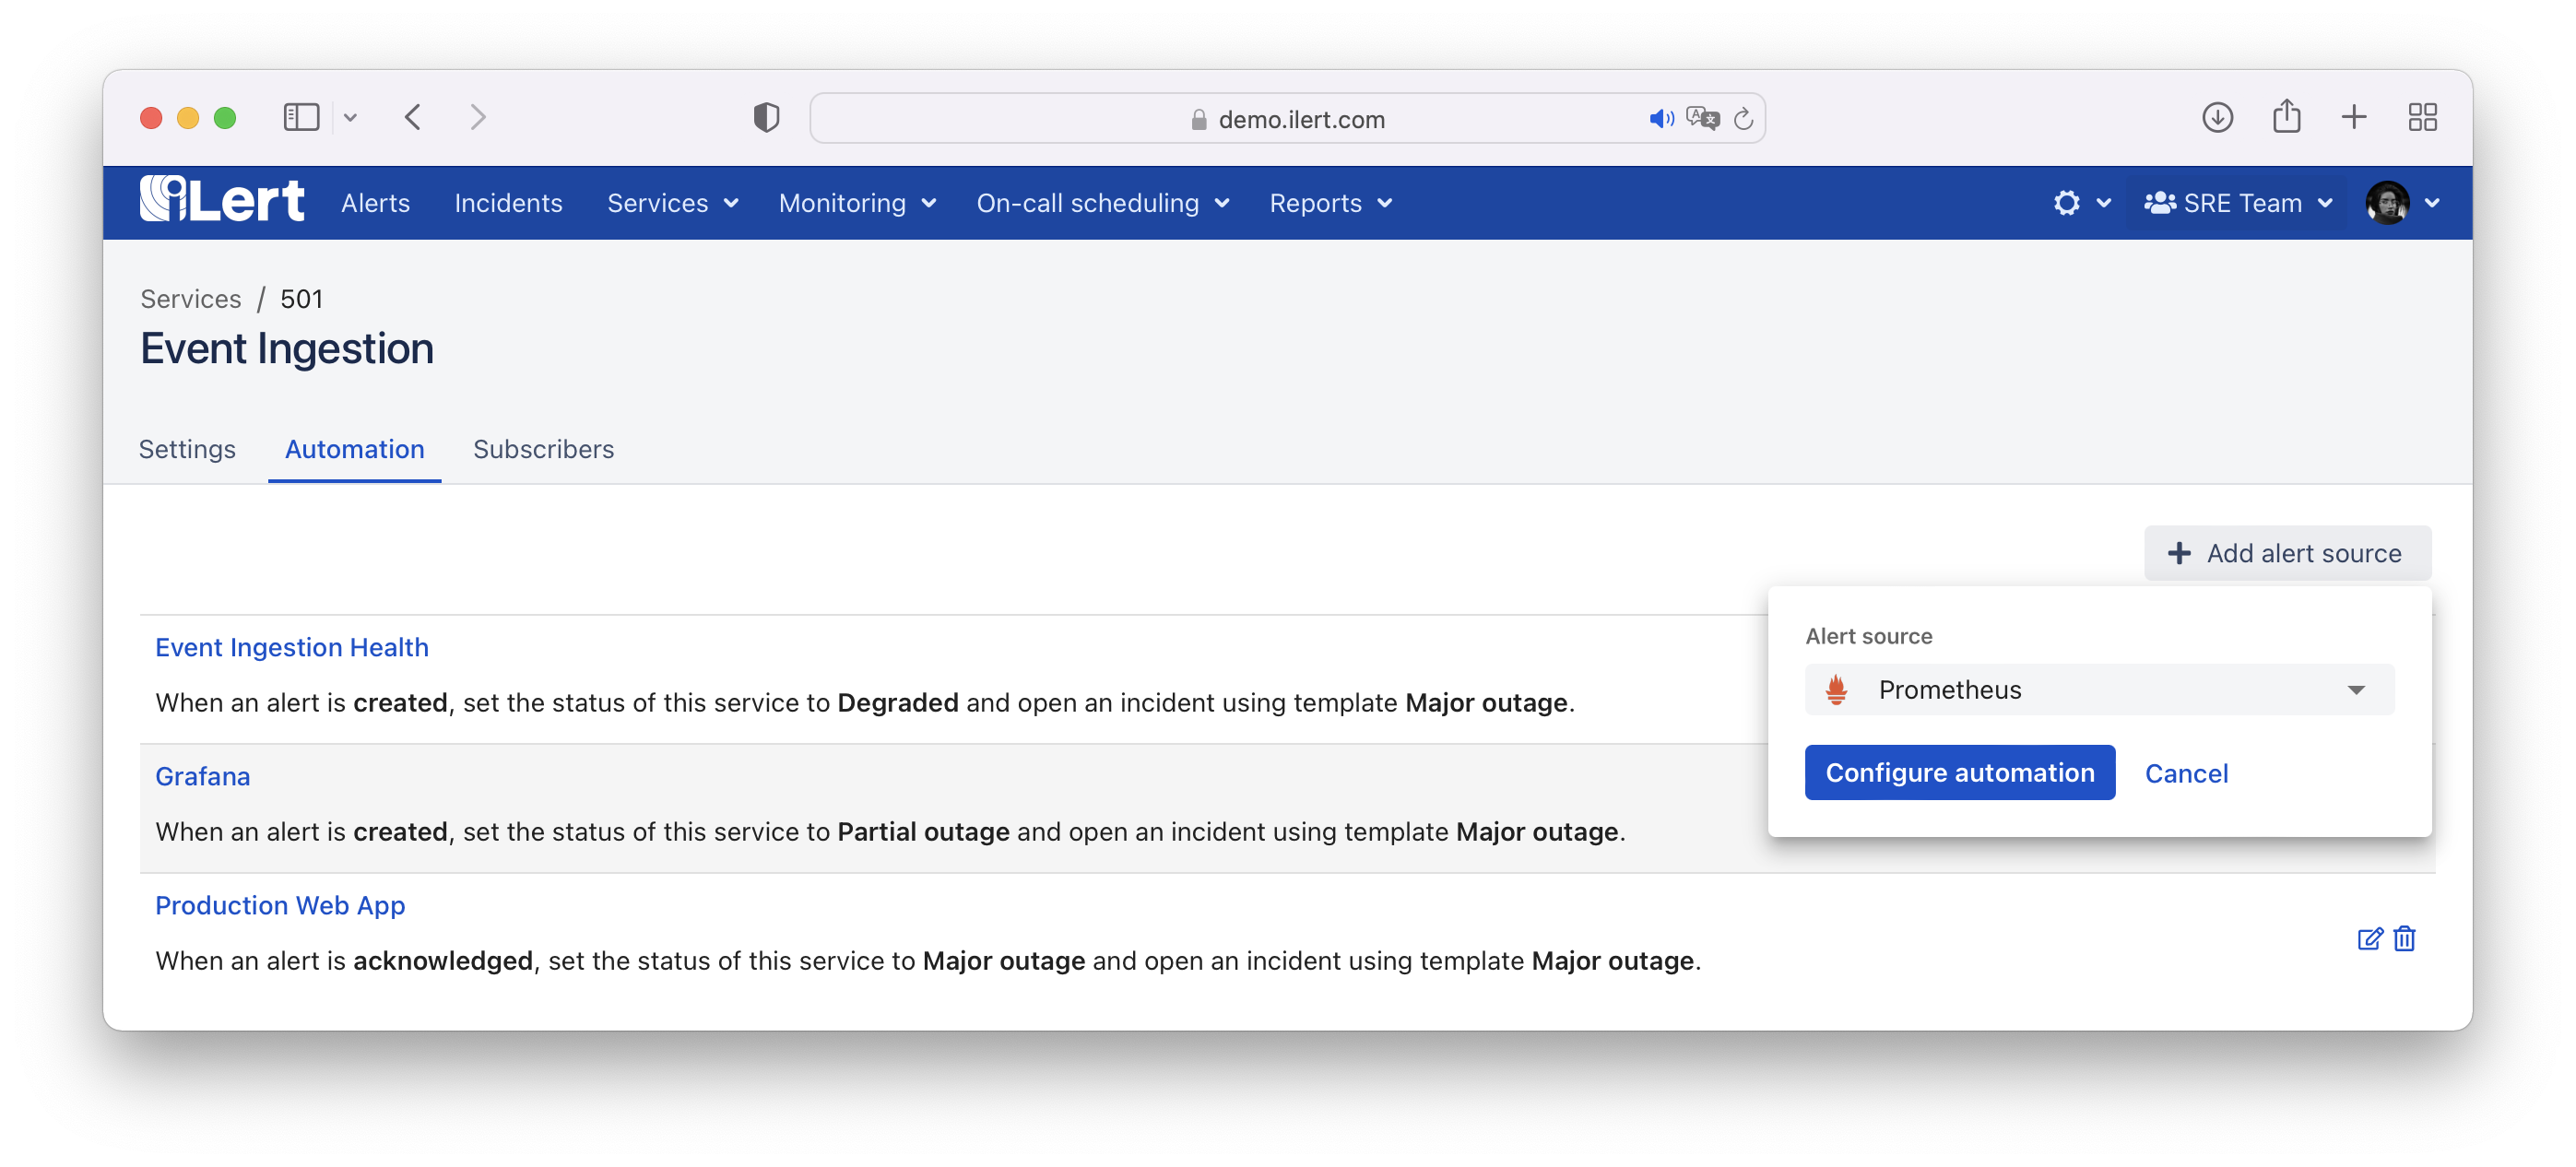 demo.ilert.com
iLert Alerts Incidents Services Monitoring On-call scheduling Reports SRE Team
Services / 501
Event Ingestion
Settings Automation Subscribers
+ Add alert source
Alert source
Prometheus
Configure automation Cancel
Event Ingestion Health
When an alert is created, set the status of this service to Degraded and open an incident using template Major outage.
Grafana
When an alert is created, set the status of this service to Partial outage and open an incident using template Major outage.
Production Web App
When an alert is acknowledged, set the status of this service to Major outage and open an incident using template Major outage.